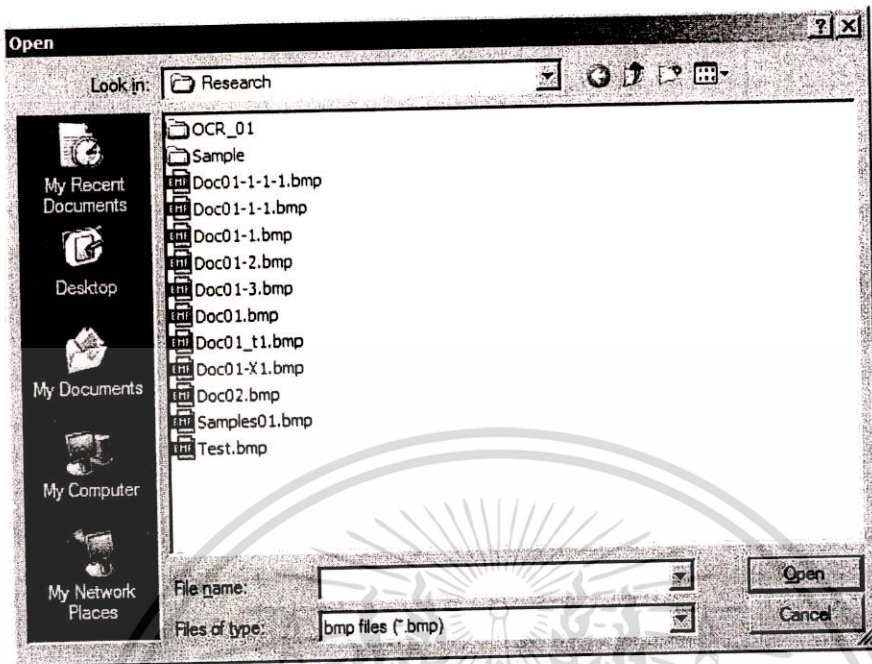 Open
Look in: Research
OCR_01
Sample
Doc01-1-1-1.bmp
Doc01-1-1.bmp
Doc01-1.bmp
Doc01-2.bmp
Doc01-3.bmp
Doc01.bmp
Doc01_t1.bmp
Doc01-X1.bmp
Doc02.bmp
Samples01.bmp
Test.bmp
My Recent
Documents
Desktop
My Documents
My Computer
My Network
Places
File name:
Open
Files of type: bmp files (*.bmp)
Cancel